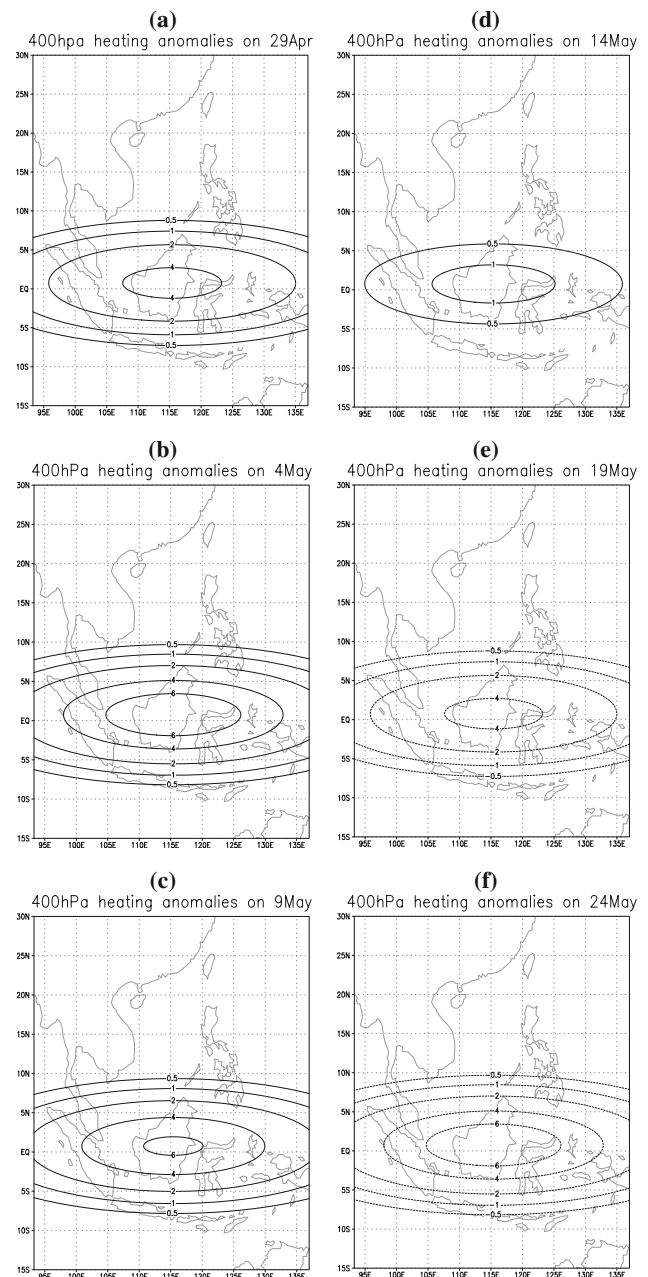 (a)
400hpa heating anomalies on 29Apr
30N
25N
20N
15N
10N
0.5
1
5N
2
4
EQ
4
2
5S
1
0.5
10S
15S
95E 100E 105E 110E 115E 120E 125E 130E 135E
(d)
400hPa heating anomalies on 14May
30N
25N
20N
15N
10N
0.5
5N
1
EQ
1
0.5
5S
10S
15S
95E 100E 105E 110E 115E 120E 125E 130E 135E
(b)
400hPa heating anomalies on 4May
30N
25N
20N
15N
10N
0.5
1
2
5N
4
6
EQ
6
4
5S
2
1
0.5
10S
15S
95E 100E 105E 110E 115E 120E 125E 130E 135E
(e)
400hPa heating anomalies on 19May
30N
25N
20N
15N
10N
-0.5
-1
-2
5N
-4
EQ
-4
-2
5S
-1
-0.5
10S
15S
95E 100E 105E 110E 115E 120E 125E 130E 135E
(c)
400hPa heating anomalies on 9May
30N
25N
20N
15N
10N
0.5
1
2
5N
4
EQ
6
4
5S
2
1
0.5
10S
15S
95E 100E 105E 110E 115E 120E 125E 130E 135E
(f)
400hPa heating anomalies on 24May
30N
25N
20N
15N
10N
-0.5
-1
-2
5N
-4
-6
EQ
-6
-4
5S
-2
-1
-0.5
10S
15S
95E 100E 105E 110E 115E 120E 125E 130E 135E